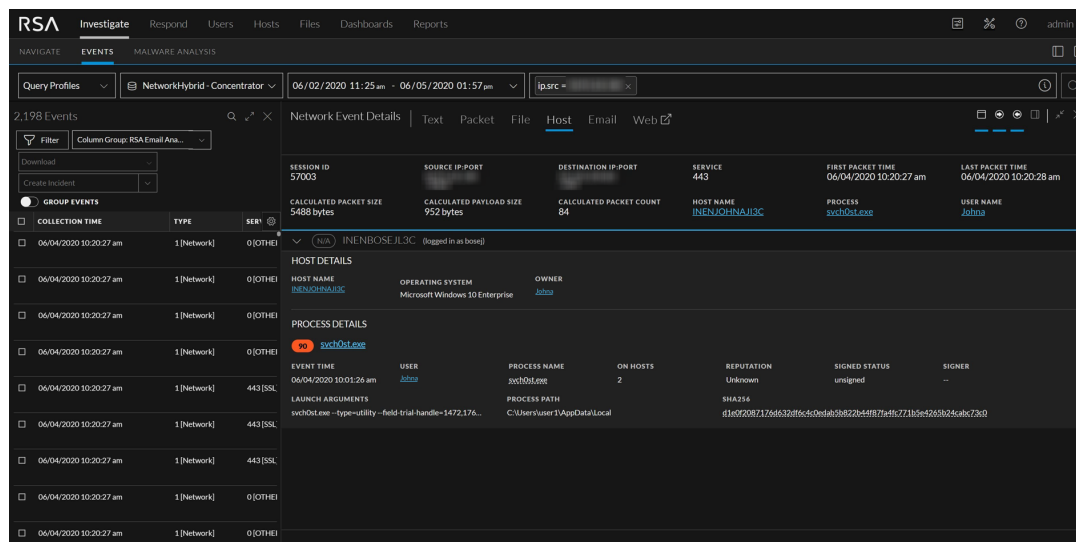 RSA Investigate Respond Users Hosts Files Dashboards Reports admin
NAVIGATE EVENTS MALWARE ANALYSIS
Query Profiles NetworkHybrid - Concentrator 06/02/2020 11:25 am - 06/05/2020 01:57 pm ip.src =
2,198 Events
Network Event Details Text Packet File Host Email Web
Filter Column Group: RSA Email Ana...
Download
Create Incident
GROUP EVENTS
COLLECTION TIME TYPE SER
06/04/2020 10:20:27 am 1 [Network] 0 [OTHE
06/04/2020 10:20:27 am 1 [Network] 0 [OTHE
06/04/2020 10:20:27 am 1 [Network] 0 [OTHE
06/04/2020 10:20:27 am 1 [Network] 0 [OTHE
06/04/2020 10:20:27 am 1 [Network] 443 [SSL
06/04/2020 10:20:27 am 1 [Network] 443 [SSL
06/04/2020 10:20:27 am 1 [Network] 443 [SSL
06/04/2020 10:20:27 am 1 [Network] 0 [OTHE
06/04/2020 10:20:27 am 1 [Network] 0 [OTHE
SESSION ID SOURCE IP:PORT DESTINATION IP:PORT SERVICE FIRST PACKET TIME LAST PACKET TIME
57003 443 06/04/2020 10:20:27 am 06/04/2020 10:20:28 am
CALCULATED PACKET SIZE CALCULATED PAYLOAD SIZE CALCULATED PACKET COUNT HOST NAME PROCESS USER NAME
5488 bytes 952 bytes 84 INENJOHNAJI3C svch0st.exe Johna
N/A INENBOSEJL3C (logged in as bosej)
HOST DETAILS
HOST NAME OPERATING SYSTEM OWNER
INENJOHNAJI3C Microsoft Windows 10 Enterprise Johna
PROCESS DETAILS
90 svch0st.exe
EVENT TIME USER PROCESS NAME ON HOSTS REPUTATION SIGNED STATUS SIGNER
06/04/2020 10:01:26 am Johna svch0st.exe 2 Unknown unsigned --
LAUNCH ARGUMENTS PROCESS PATH SHA256
svch0st.exe --type=utility --field-trial-handle=1472,176... C:\Users\user1\AppData\Local d1e0f2087176d632df6c4c0edab5b822b44f87fa4fc771b5e4265b24cabc73c0